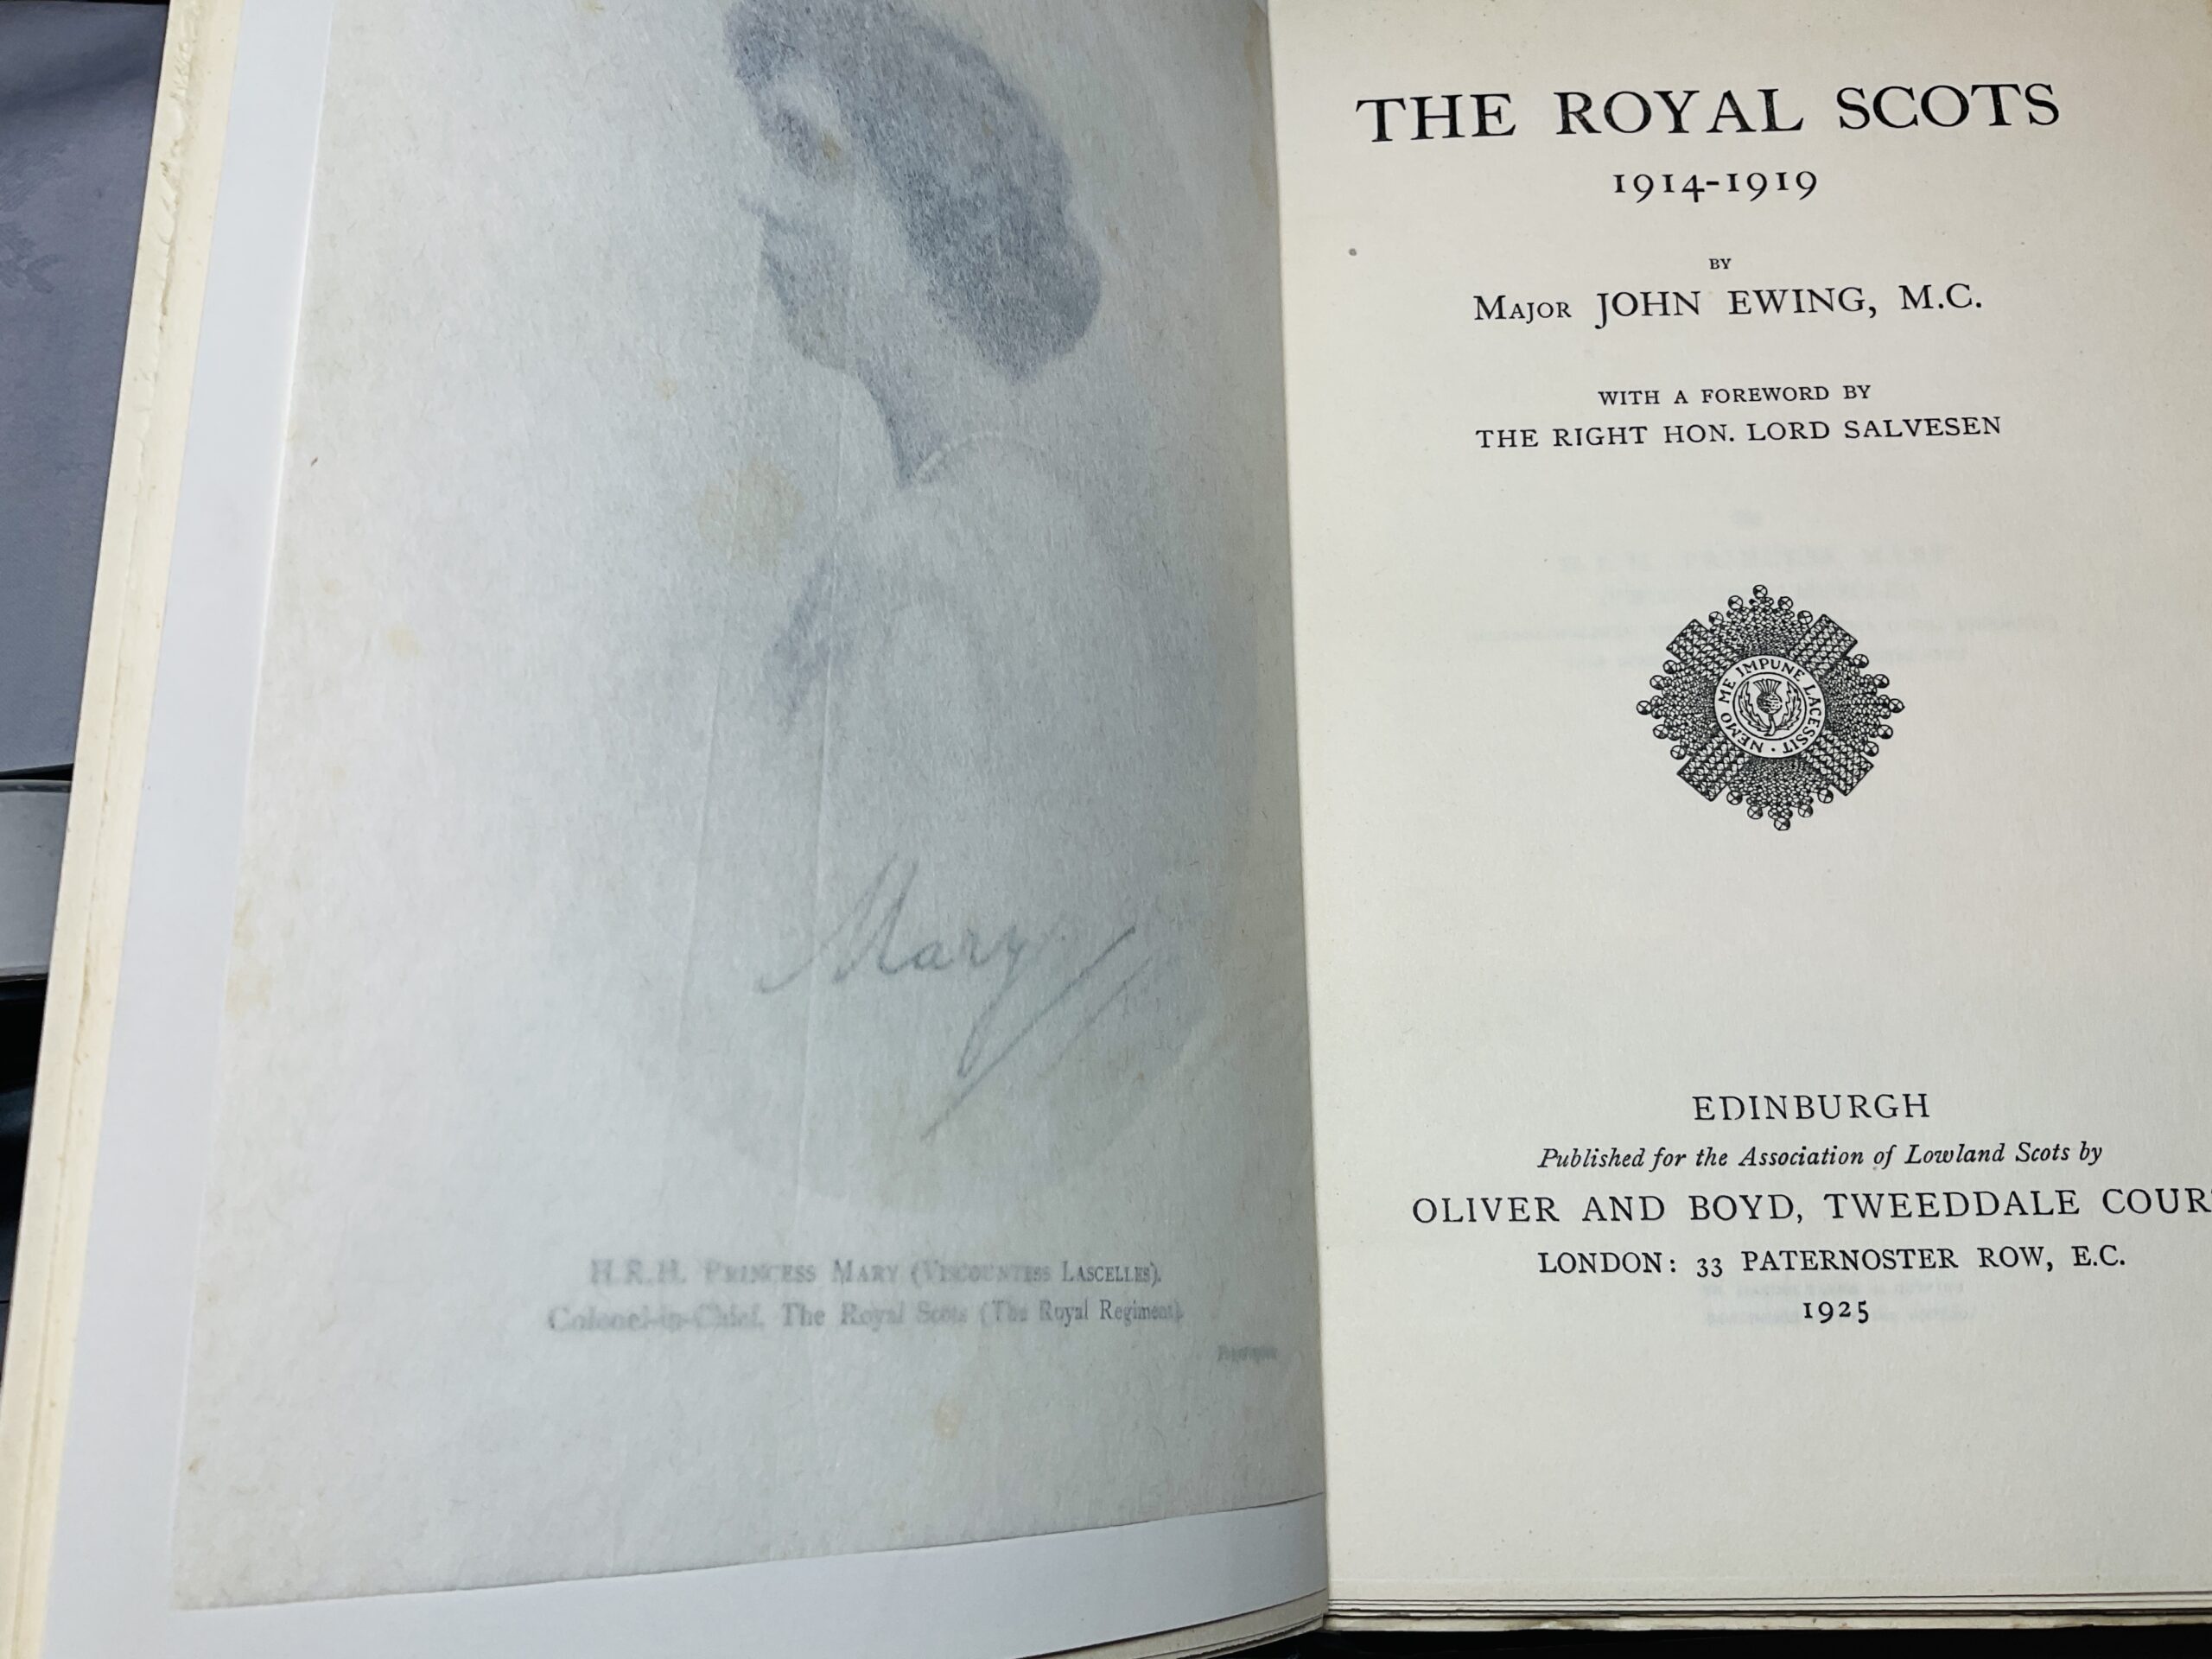 Mary
H.R.H. PRINCESS MARY (VISCOUNTESS LASCELLES).
Colonel-in-Chief, The Royal Scots (The Royal Regiment).
THE ROYAL SCOTS
1914-1919
BY
MAJOR JOHN EWING, M.C.
WITH A FOREWORD BY
THE RIGHT HON. LORD SALVESEN
NEMO ME IMPUNE LACESSIT
EDINBURGH
Published for the Association of Lowland Scots by
OLIVER AND BOYD, TWEEDDALE COUR
LONDON: 33 PATERNOSTER ROW, E.C.
1925